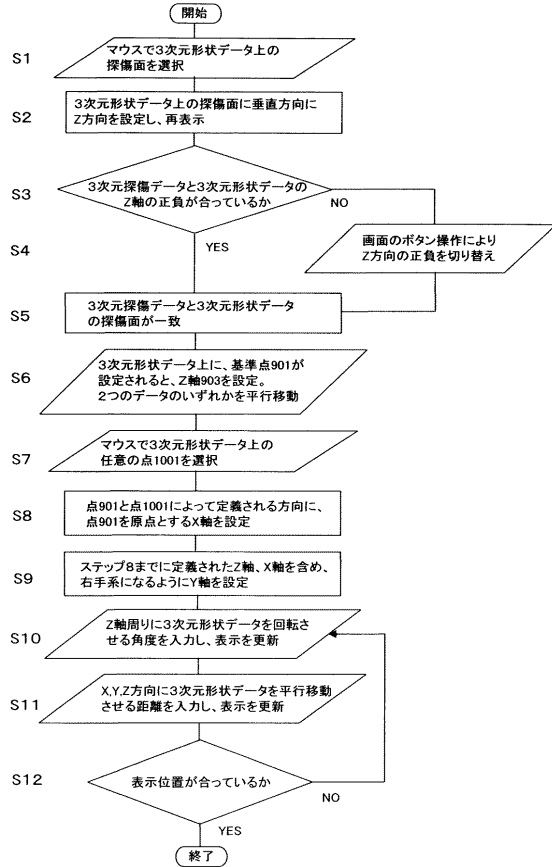 開始
S1
マウスで3次元形状データ上の
探傷面を選択
S2
3次元形状データ上の探傷面に垂直方向に
Z方向を設定し、再表示
S3
3次元探傷データと3次元形状データの
Z軸の正負が合っているか
NO
S4
YES
画面のボタン操作により
Z方向の正負を切り替え
S5
3次元探傷データと3次元形状データ
の探傷面が一致
S6
3次元形状データ上に、基準点901が
設定されると、Z軸903を設定。
2つのデータのいずれかを平行移動
S7
マウスで3次元形状データ上の
任意の点1001を選択
S8
点901と点1001によって定義される方向に、
点901を原点とするX軸を設定
S9
ステップ8までに定義されたZ軸、X軸を含め、
右手系になるようにY軸を設定
S10
Z軸周りに3次元形状データを回転さ
せる角度を入力し、表示を更新
S11
X,Y,Z方向に3次元形状データを平行移動
させる距離を入力し、表示を更新
S12
表示位置が合っているか
NO
YES
終了